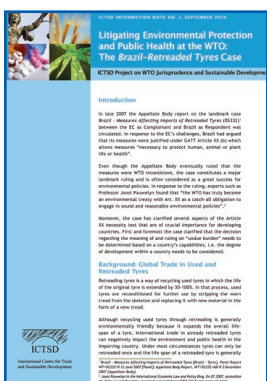 ICTSD INFORMATION NOTE NO. 1, SEPTEMBER 2010
Litigating Environmental Protection
and Public Health at the WTO:
The Brazil-Retreaded Tyres Case
ICTSD Project on WTO Jurisprudence and Sustainable Developme
Introduction
In late 2007 the Appellate Body report on the landmark case
Brazil - Measures Affecting Imports of Retreaded Tyres (DS332)¹
between the EC as Complainant and Brazil as Respondent was
circulated. In response to the EC's challenges, Brazil had argued
that its measures were justified under GATT Article XX (b) which
allows measures "necessary to protect human, animal or plant
life or health".
Even though the Appellate Body eventually ruled that the
measures were WTO inconsistent, the case constitutes a major
landmark ruling and is often considered as a great success for
environmental policies. In response to the ruling, experts such as
Professor Joost Pauwelyn found that "the WTO has truly become
an environmental treaty with Art. XX as a catch-all obligation to
engage in sound and reasonable environmental policies".²
Moreover, the case has clarified several aspects of the Article
XX necessity test that are of crucial importance for developing
countries. First and foremost the case clarified that the decision
regarding the meaning of and ruling on "undue burden" needs to
be determined based on a country's capabilities, i.e. the degree
of development within a country needs to be considered.
Background: Global Trade in Used and
Retreaded Tyres
Retreading tyres is a way of recycling used tyres in which the life
of the original tyre is extended by 30-100%. In that process, used
tyres are reconditioned for further use by stripping the worn
tread from the skeleton and replacing it with new material in the
form of a new tread.
Although recycling used tyres through retreading is generally
environmentally friendly because it expands the overall life-
span of a tyre, international trade in already retreaded tyres
can negatively impact the environment and public health in the
importing country. Under most circumstances tyres can only be
retreaded once and the life span of a retreaded tyre is generally
ICTSD
International Centre for Trade
and Sustainable Development